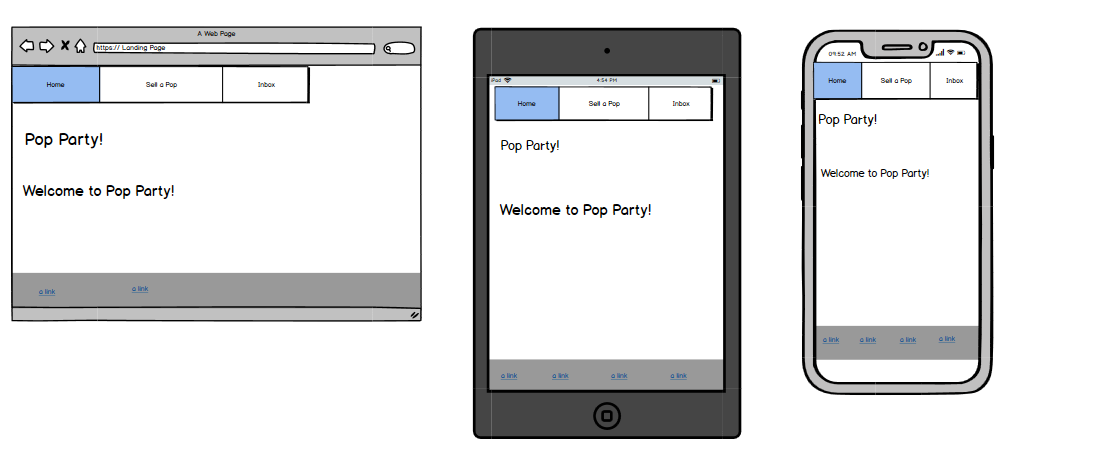 A Web Page
https:// Landing Page
Home Sell a Pop Inbox
Pop Party!
Welcome to Pop Party!
a link a link
iPad 4:54 PM
Home Sell a Pop Inbox
Pop Party!
Welcome to Pop Party!
a link a link a link a link
09:52 AM
Home Sell a Pop Inbox
Pop Party!
Welcome to Pop Party!
a link a link a link a link